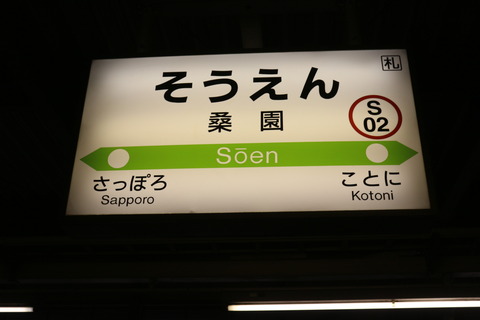 札
そうえん
桑園
S
02
Sōen
さっぽろ
Sapporo
ことに
Kotoni